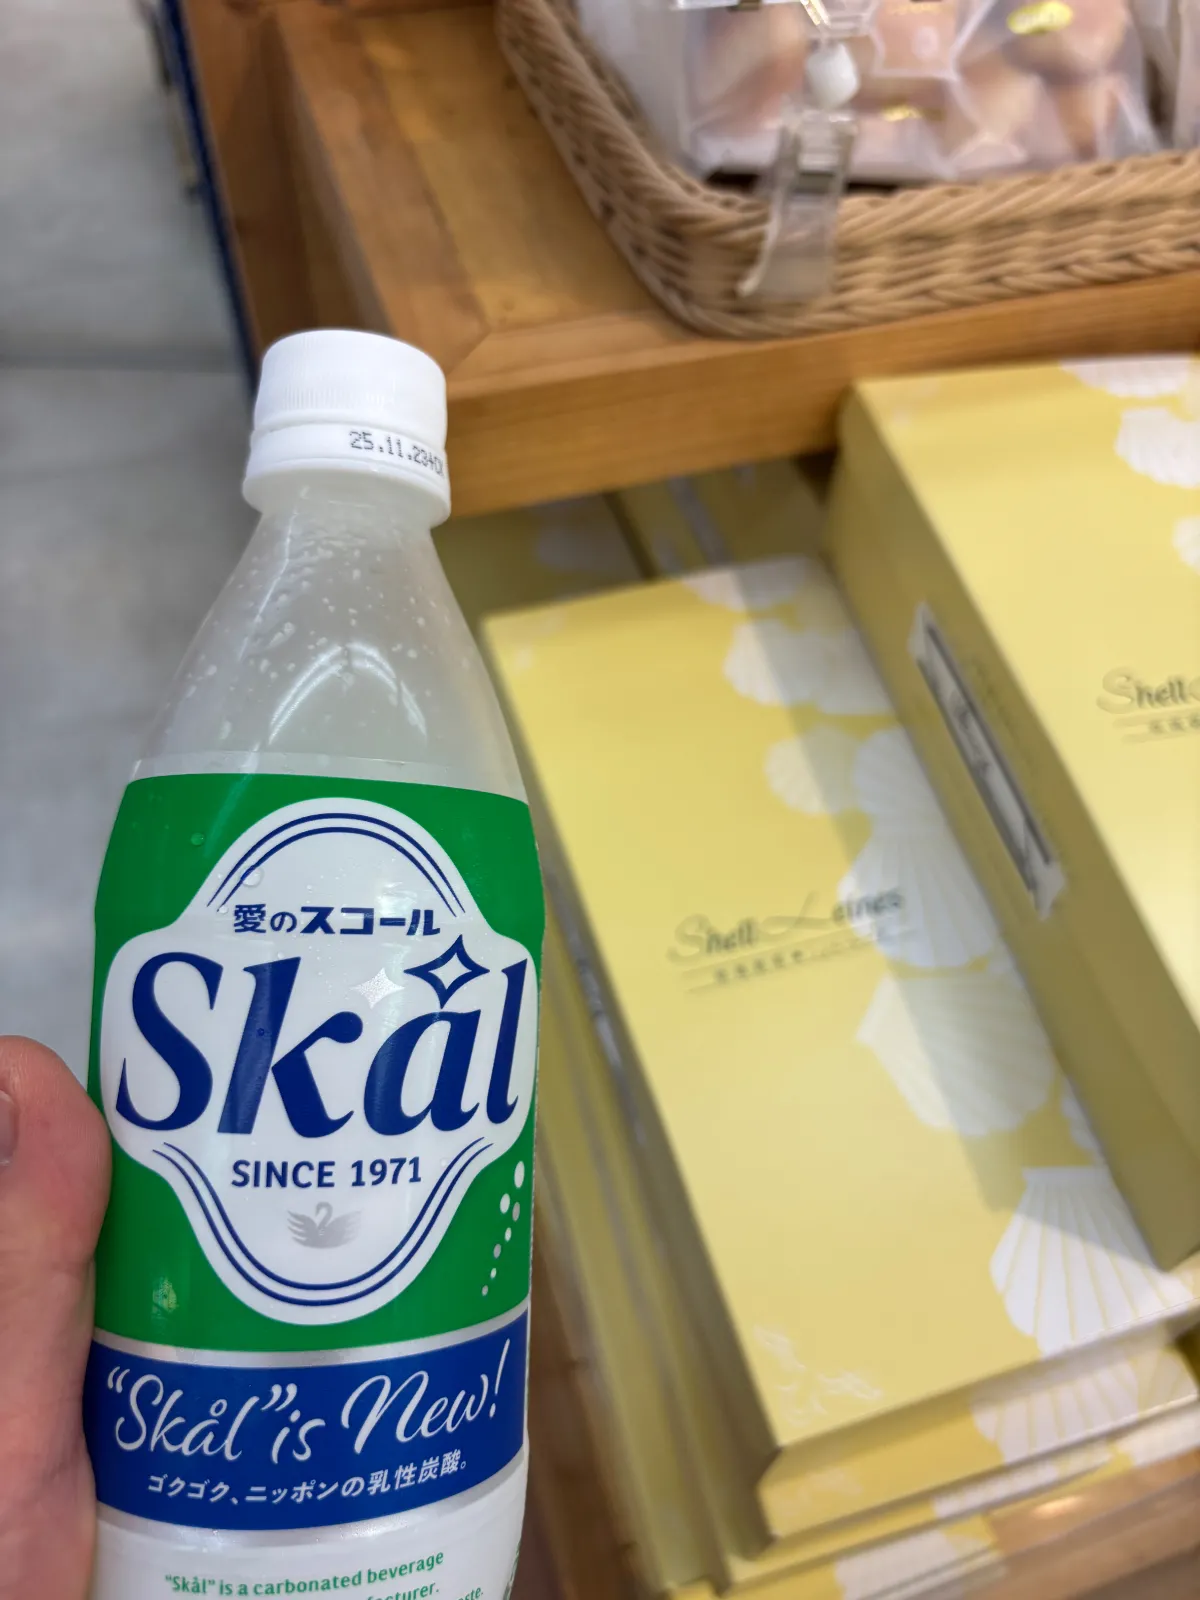 25.11.23
愛のスコール
Skål
SINCE 1971
“Skål” is New!
ゴクゴク、ニッポンの乳性炭酸。
“Skål” is a carbonated beverage
Shell Leines
Shell